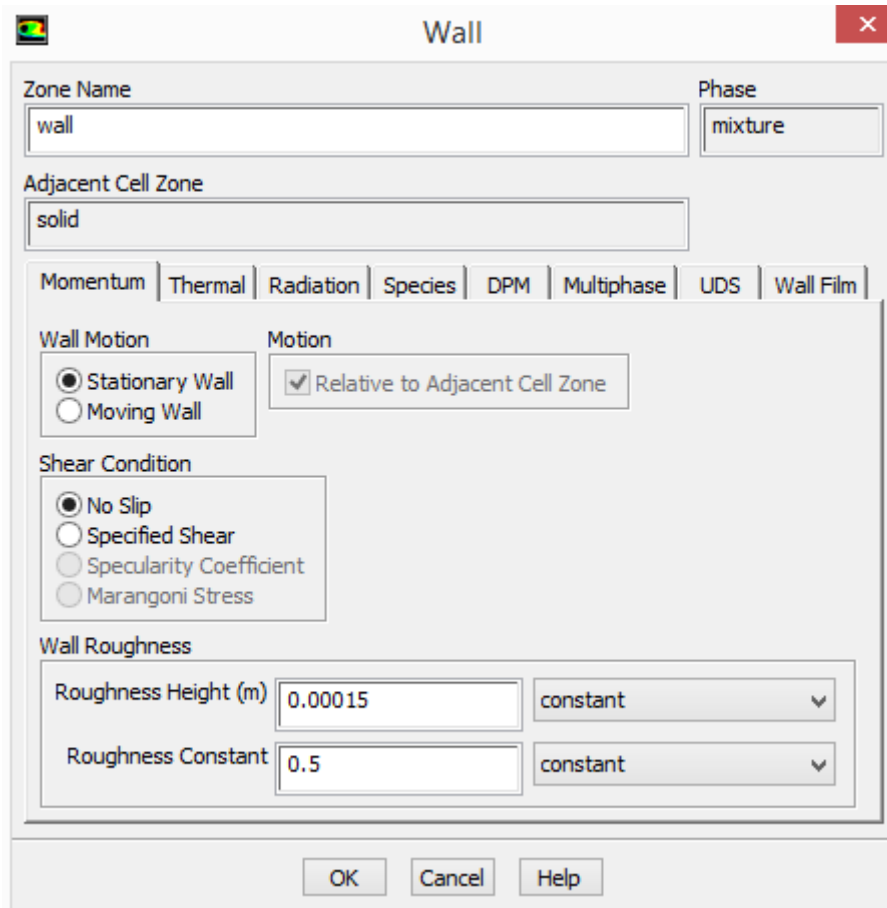 Wall
Zone Name
Phase
wall
mixture
Adjacent Cell Zone
solid
Momentum Thermal Radiation Species DPM Multiphase UDS Wall Film
Wall Motion
Motion
Stationary Wall
Moving Wall
Relative to Adjacent Cell Zone
Shear Condition
No Slip
Specified Shear
Specularity Coefficient
Marangoni Stress
Wall Roughness
Roughness Height (m) 0.00015 constant
Roughness Constant 0.5 constant
OK Cancel Help